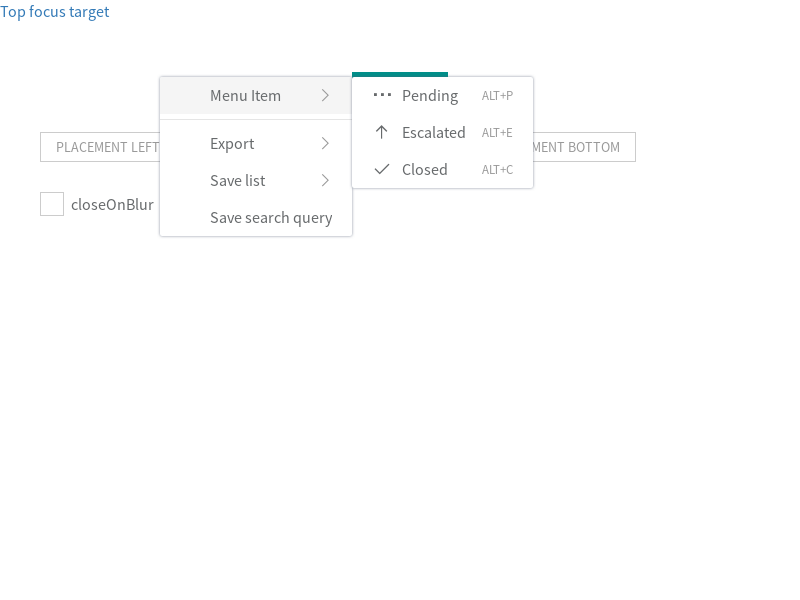 Top focus target
Menu Item
Pending ALT+P
Escalated ALT+E
Closed ALT+C
PLACEMENT LEFT
Export
Save list
Save search query
BOTTOM
closeOnBlur